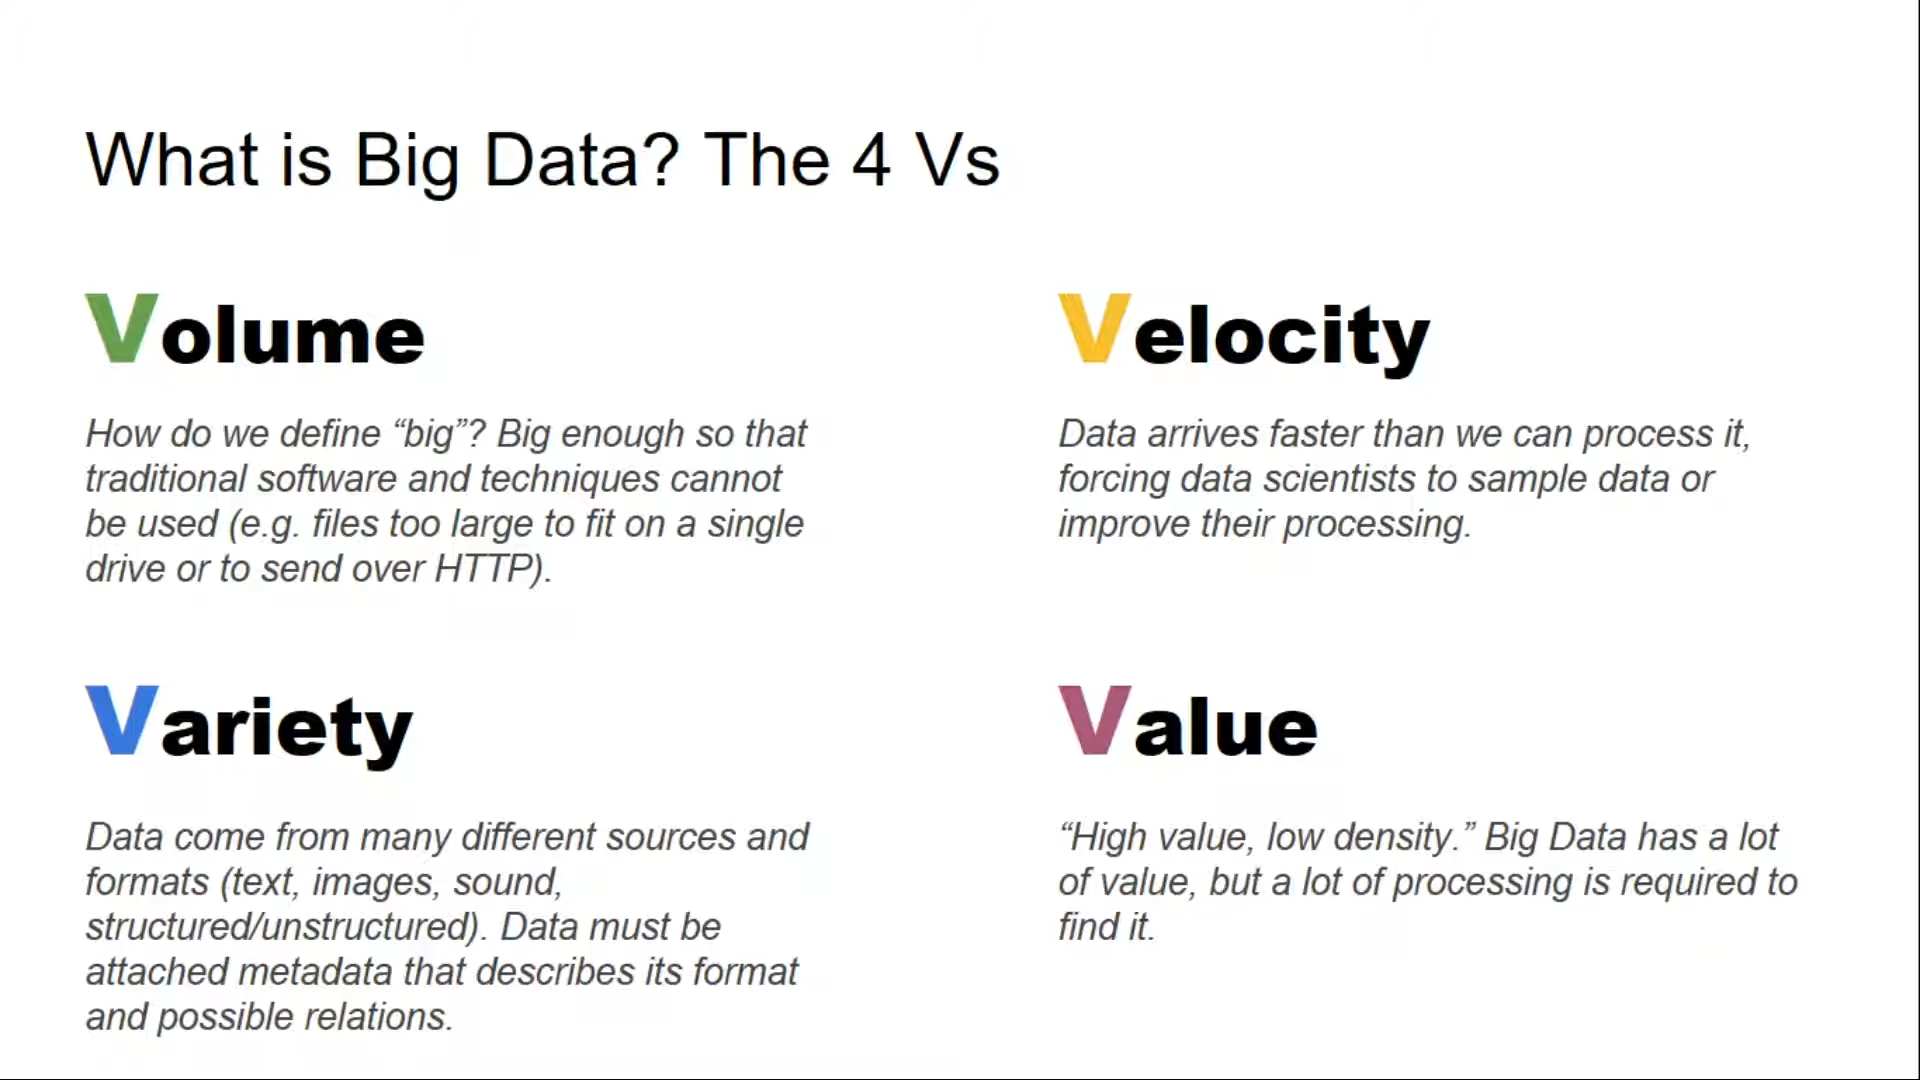 What is Big Data? The 4 Vs
Volume
How do we define “big”? Big enough so that
traditional software and techniques cannot
be used (e.g. files too large to fit on a single
drive or to send over HTTP).
Velocity
Data arrives faster than we can process it,
forcing data scientists to sample data or
improve their processing.
Variety
Data come from many different sources and
formats (text, images, sound,
structured/unstructured). Data must be
attached metadata that describes its format
and possible relations.
Value
“High value, low density.” Big Data has a lot
of value, but a lot of processing is required to
find it.